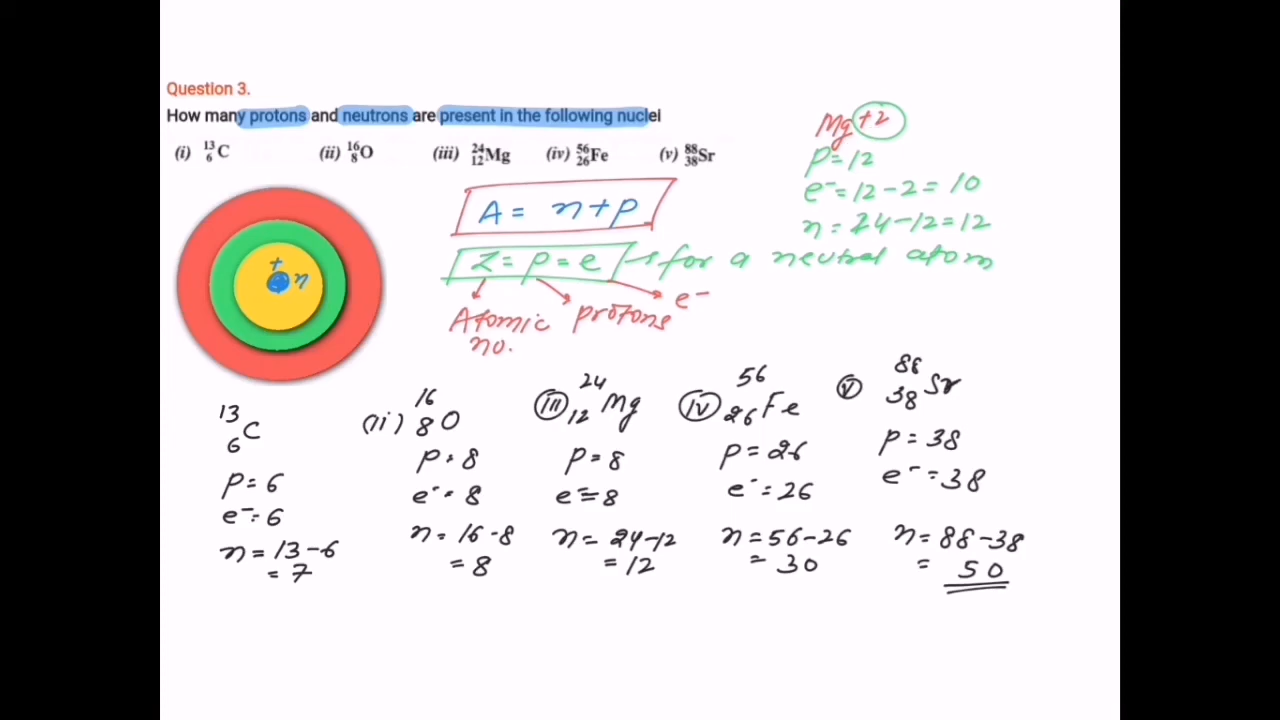 Question 3.
How many protons and neutrons are present in the following nuclei
(i) ¹³₆C (ii) ¹⁶₈O (iii) ²⁴₁₂Mg (iv) ⁵⁶₂₆Fe (v) ⁸⁸₃₈Sr
Mg +2
P = 12
e⁻ = 12 - 2 = 10
n = 24 - 12 = 12
A = n + p
Z = p = e → for a neutral atom
Atomic no.
protons
e⁻
+
n
¹³₆C
P = 6
e⁻ = 6
n = 13 - 6
= 7
(ii) ¹⁶₈O
P = 8
e⁻ = 8
n = 16 - 8
= 8
(iii) ²⁴₁₂Mg
P = 8
e⁻ = 8
n = 24 - 12
= 12
(iv) ⁵⁶₂₆Fe
P = 26
e⁻ = 26
n = 56 - 26
= 30
(v) ⁸⁸₃₈Sr
P = 38
e⁻ = 38
n = 88 - 38
= 50